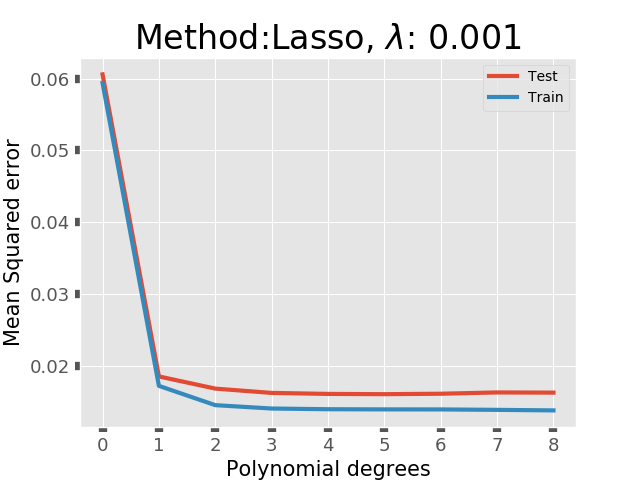 Method:Lasso, λ: 0.001
Test
Train
Mean Squared error
0.06
0.05
0.04
0.03
0.02
0 1 2 3 4 5 6 7 8
Polynomial degrees